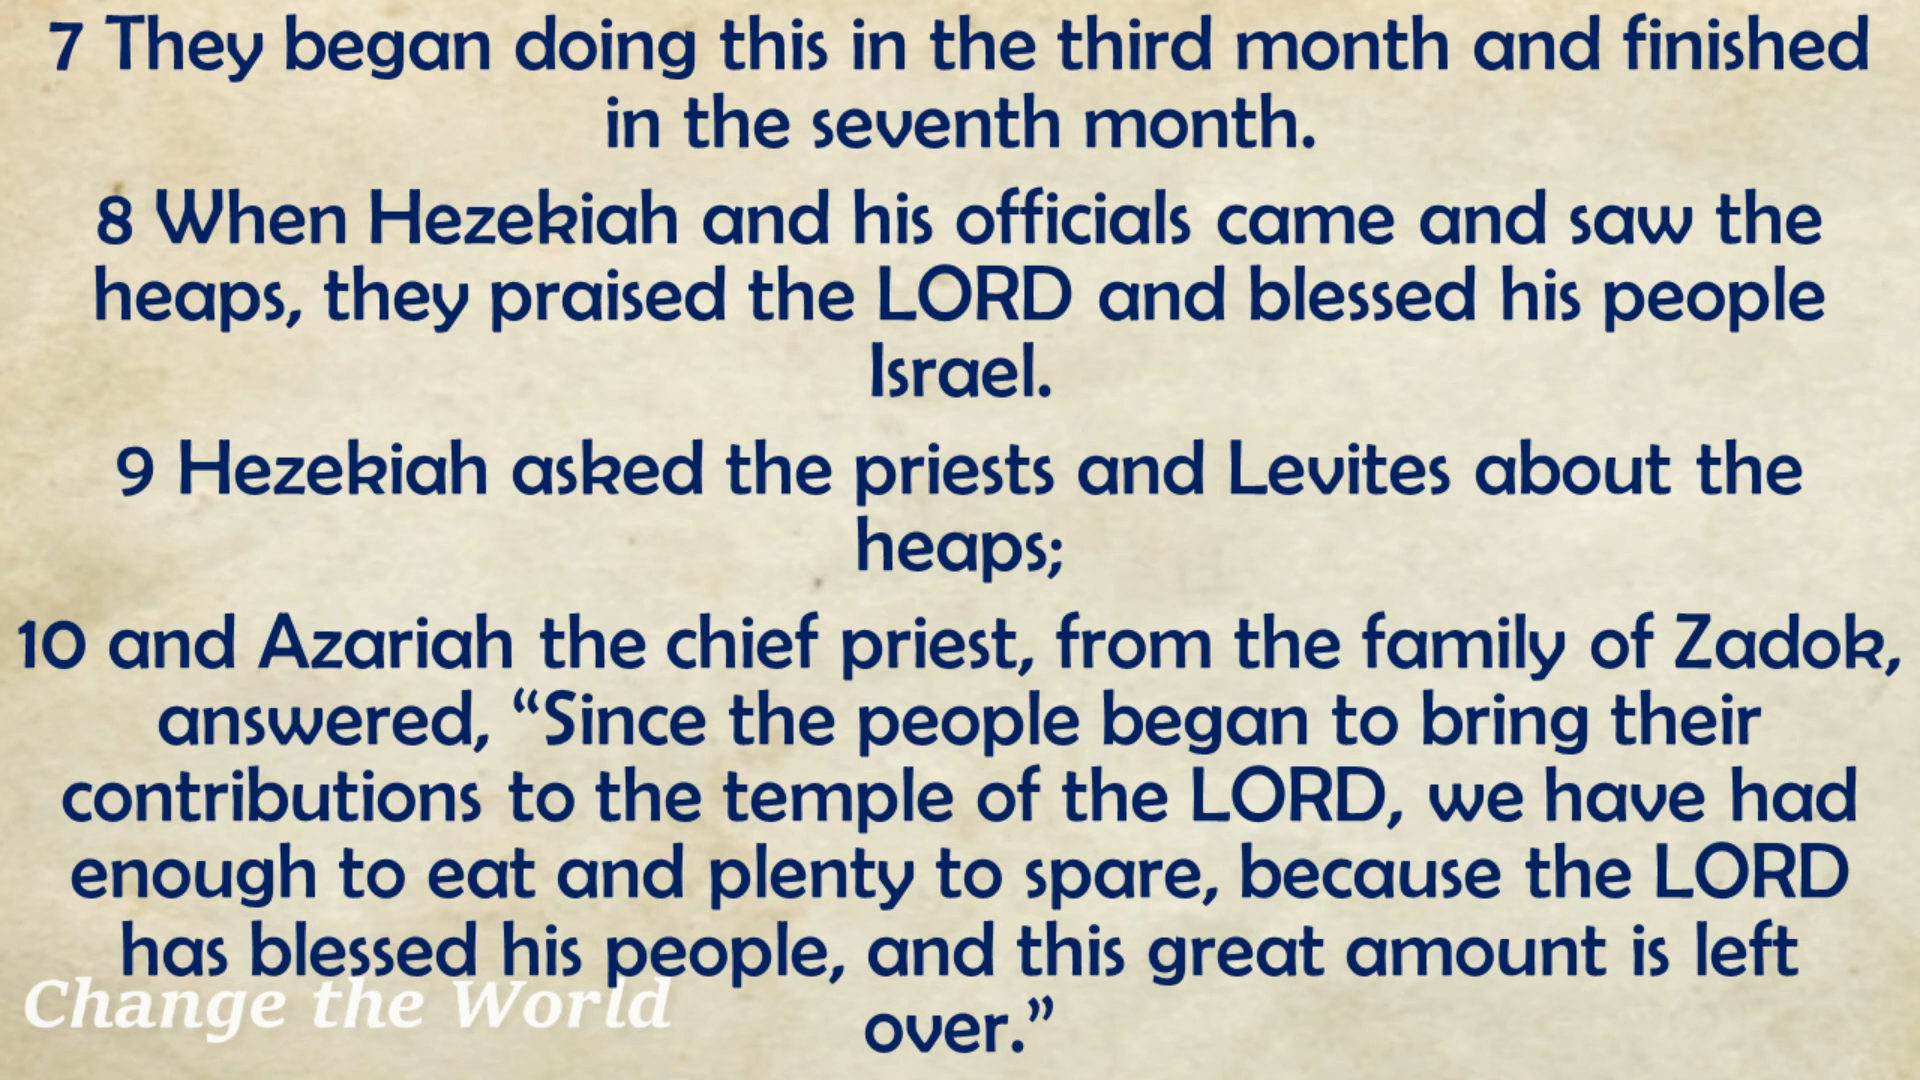 7 They began doing this in the third month and finished
in the seventh month.
8 When Hezekiah and his officials came and saw the
heaps, they praised the LORD and blessed his people
Israel.
9 Hezekiah asked the priests and Levites about the
heaps;
10 and Azariah the chief priest, from the family of Zadok,
answered, “Since the people began to bring their
contributions to the temple of the LORD, we have had
enough to eat and plenty to spare, because the LORD
has blessed his people, and this great amount is left
over.”
Change the World